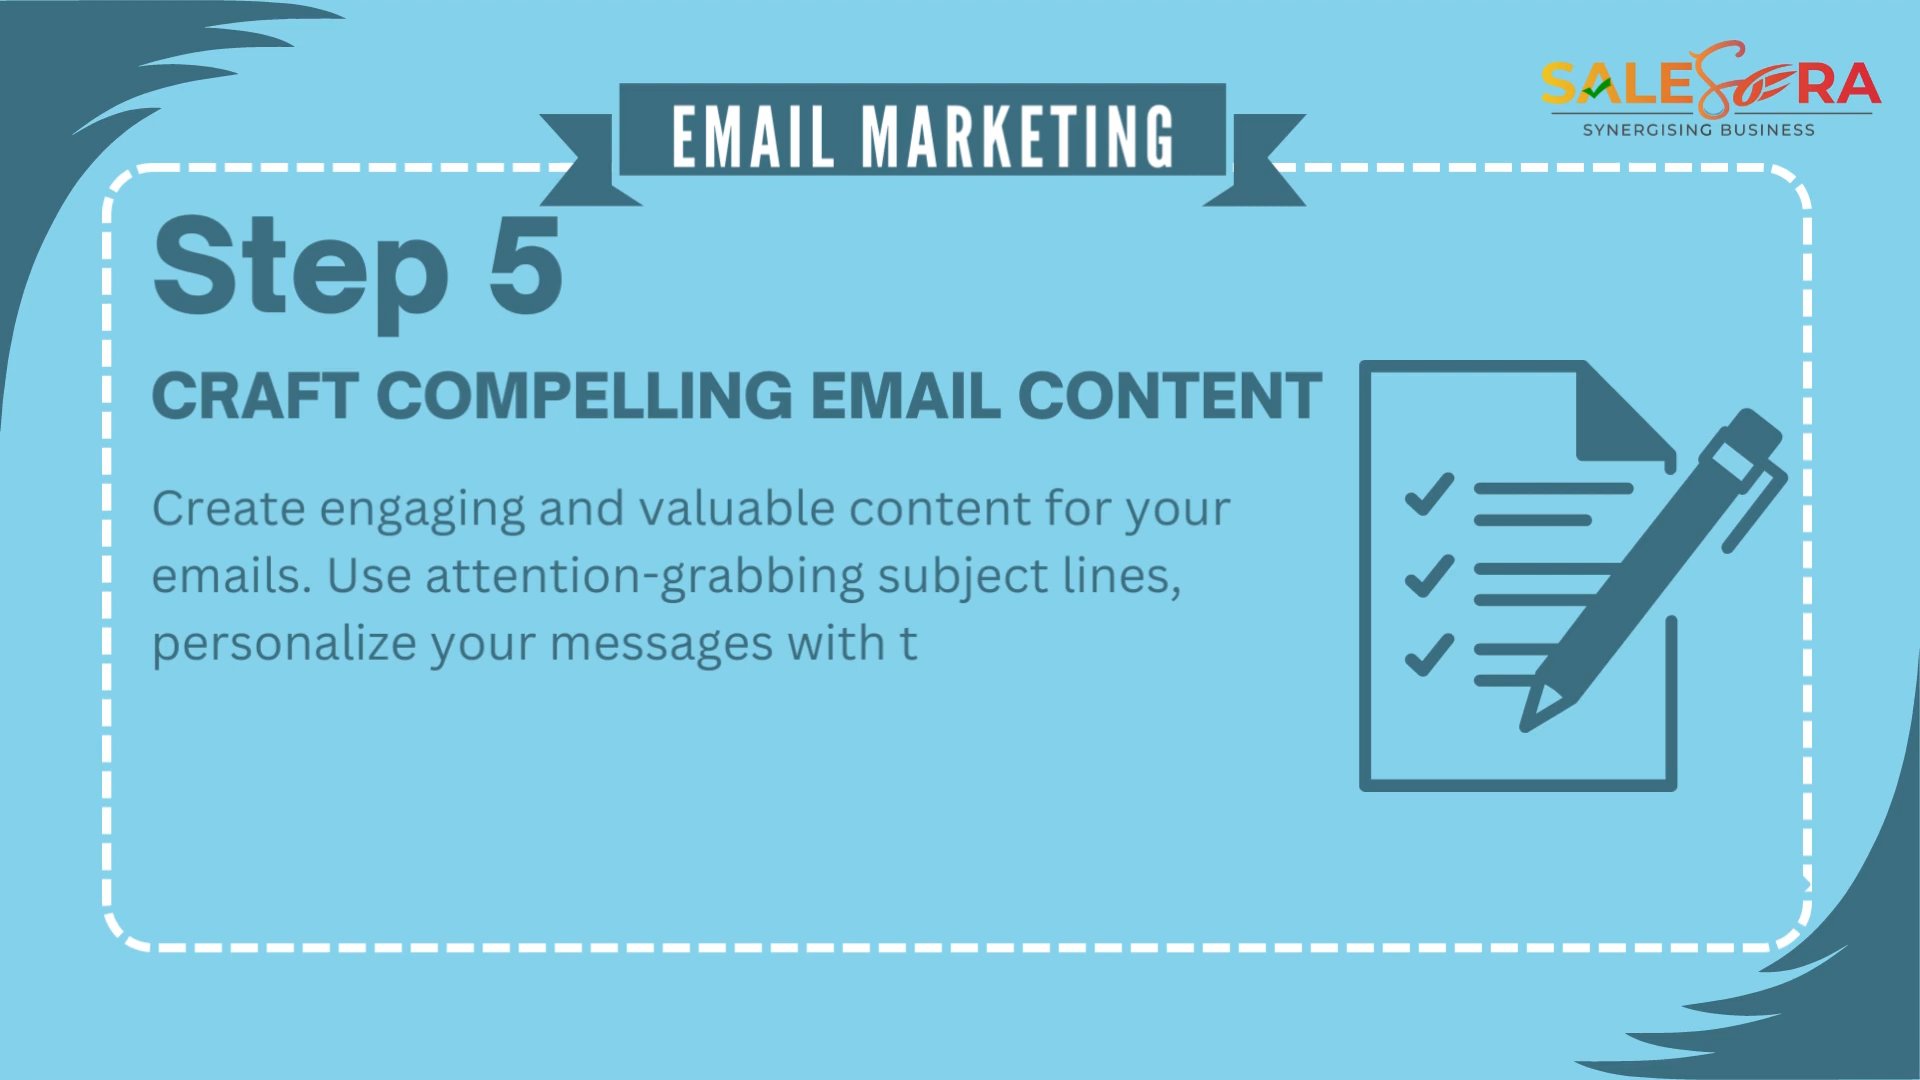 SALESOERA
SYNERGISING BUSINESS
EMAIL MARKETING
Step 5
CRAFT COMPELLING EMAIL CONTENT
Create engaging and valuable content for your
emails. Use attention-grabbing subject lines,
personalize your messages with t